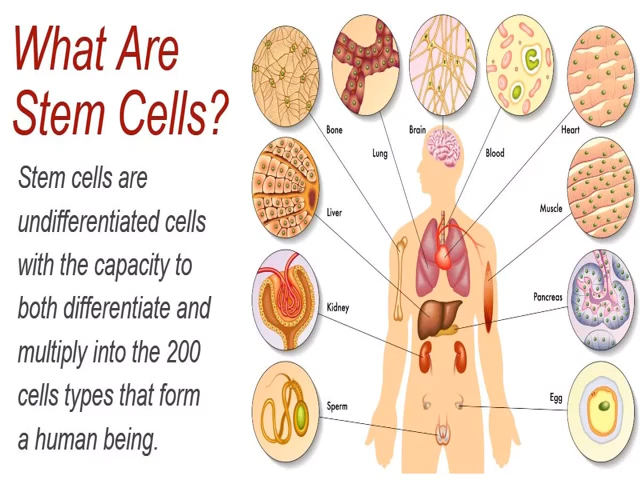 What Are
Stem Cells?
Stem cells are
undifferentiated cells
with the capacity to
both differentiate and
multiply into the 200
cells types that form
a human being.
Bone
Lung
Brain
Blood
Heart
Liver
Muscle
Kidney
Pancreas
Sperm
Egg